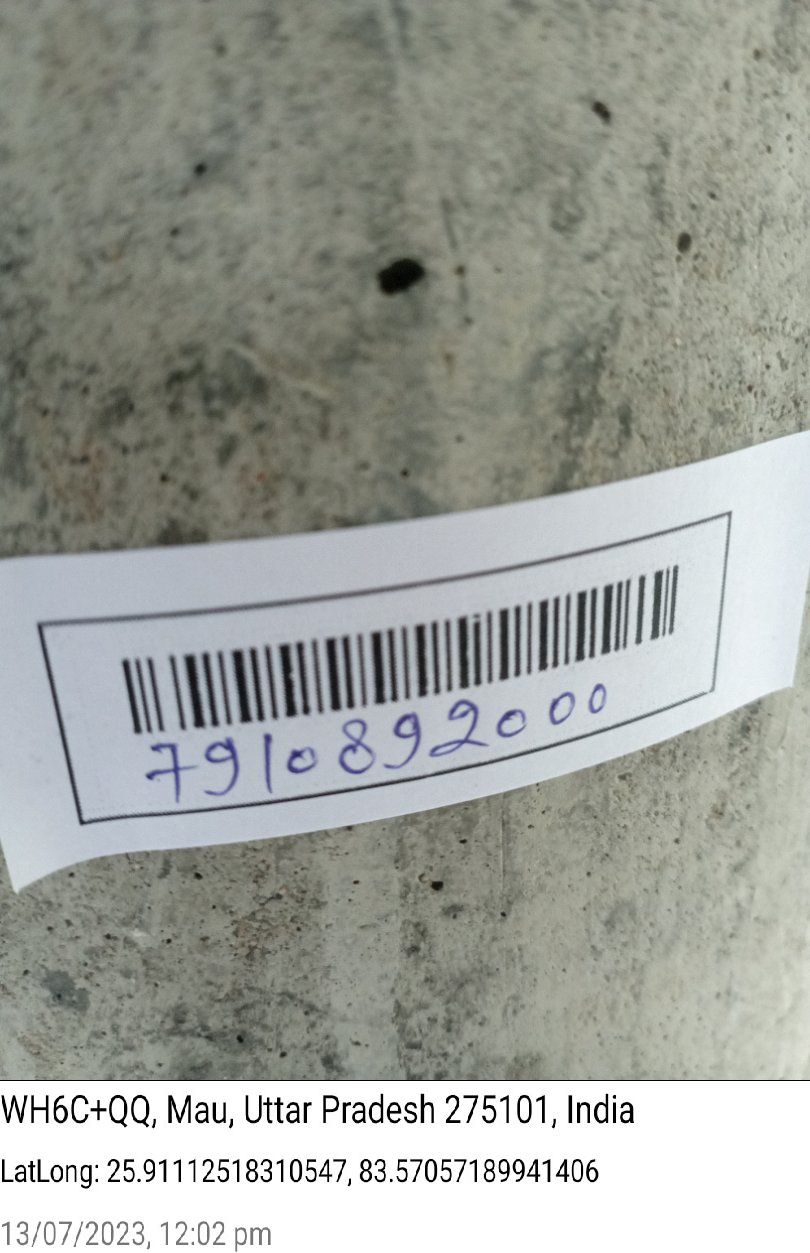 7910892000
WH6C+QQ, Mau, Uttar Pradesh 275101, India
LatLong: 25.91112518310547, 83.57057189941406
13/07/2023, 12:02 pm